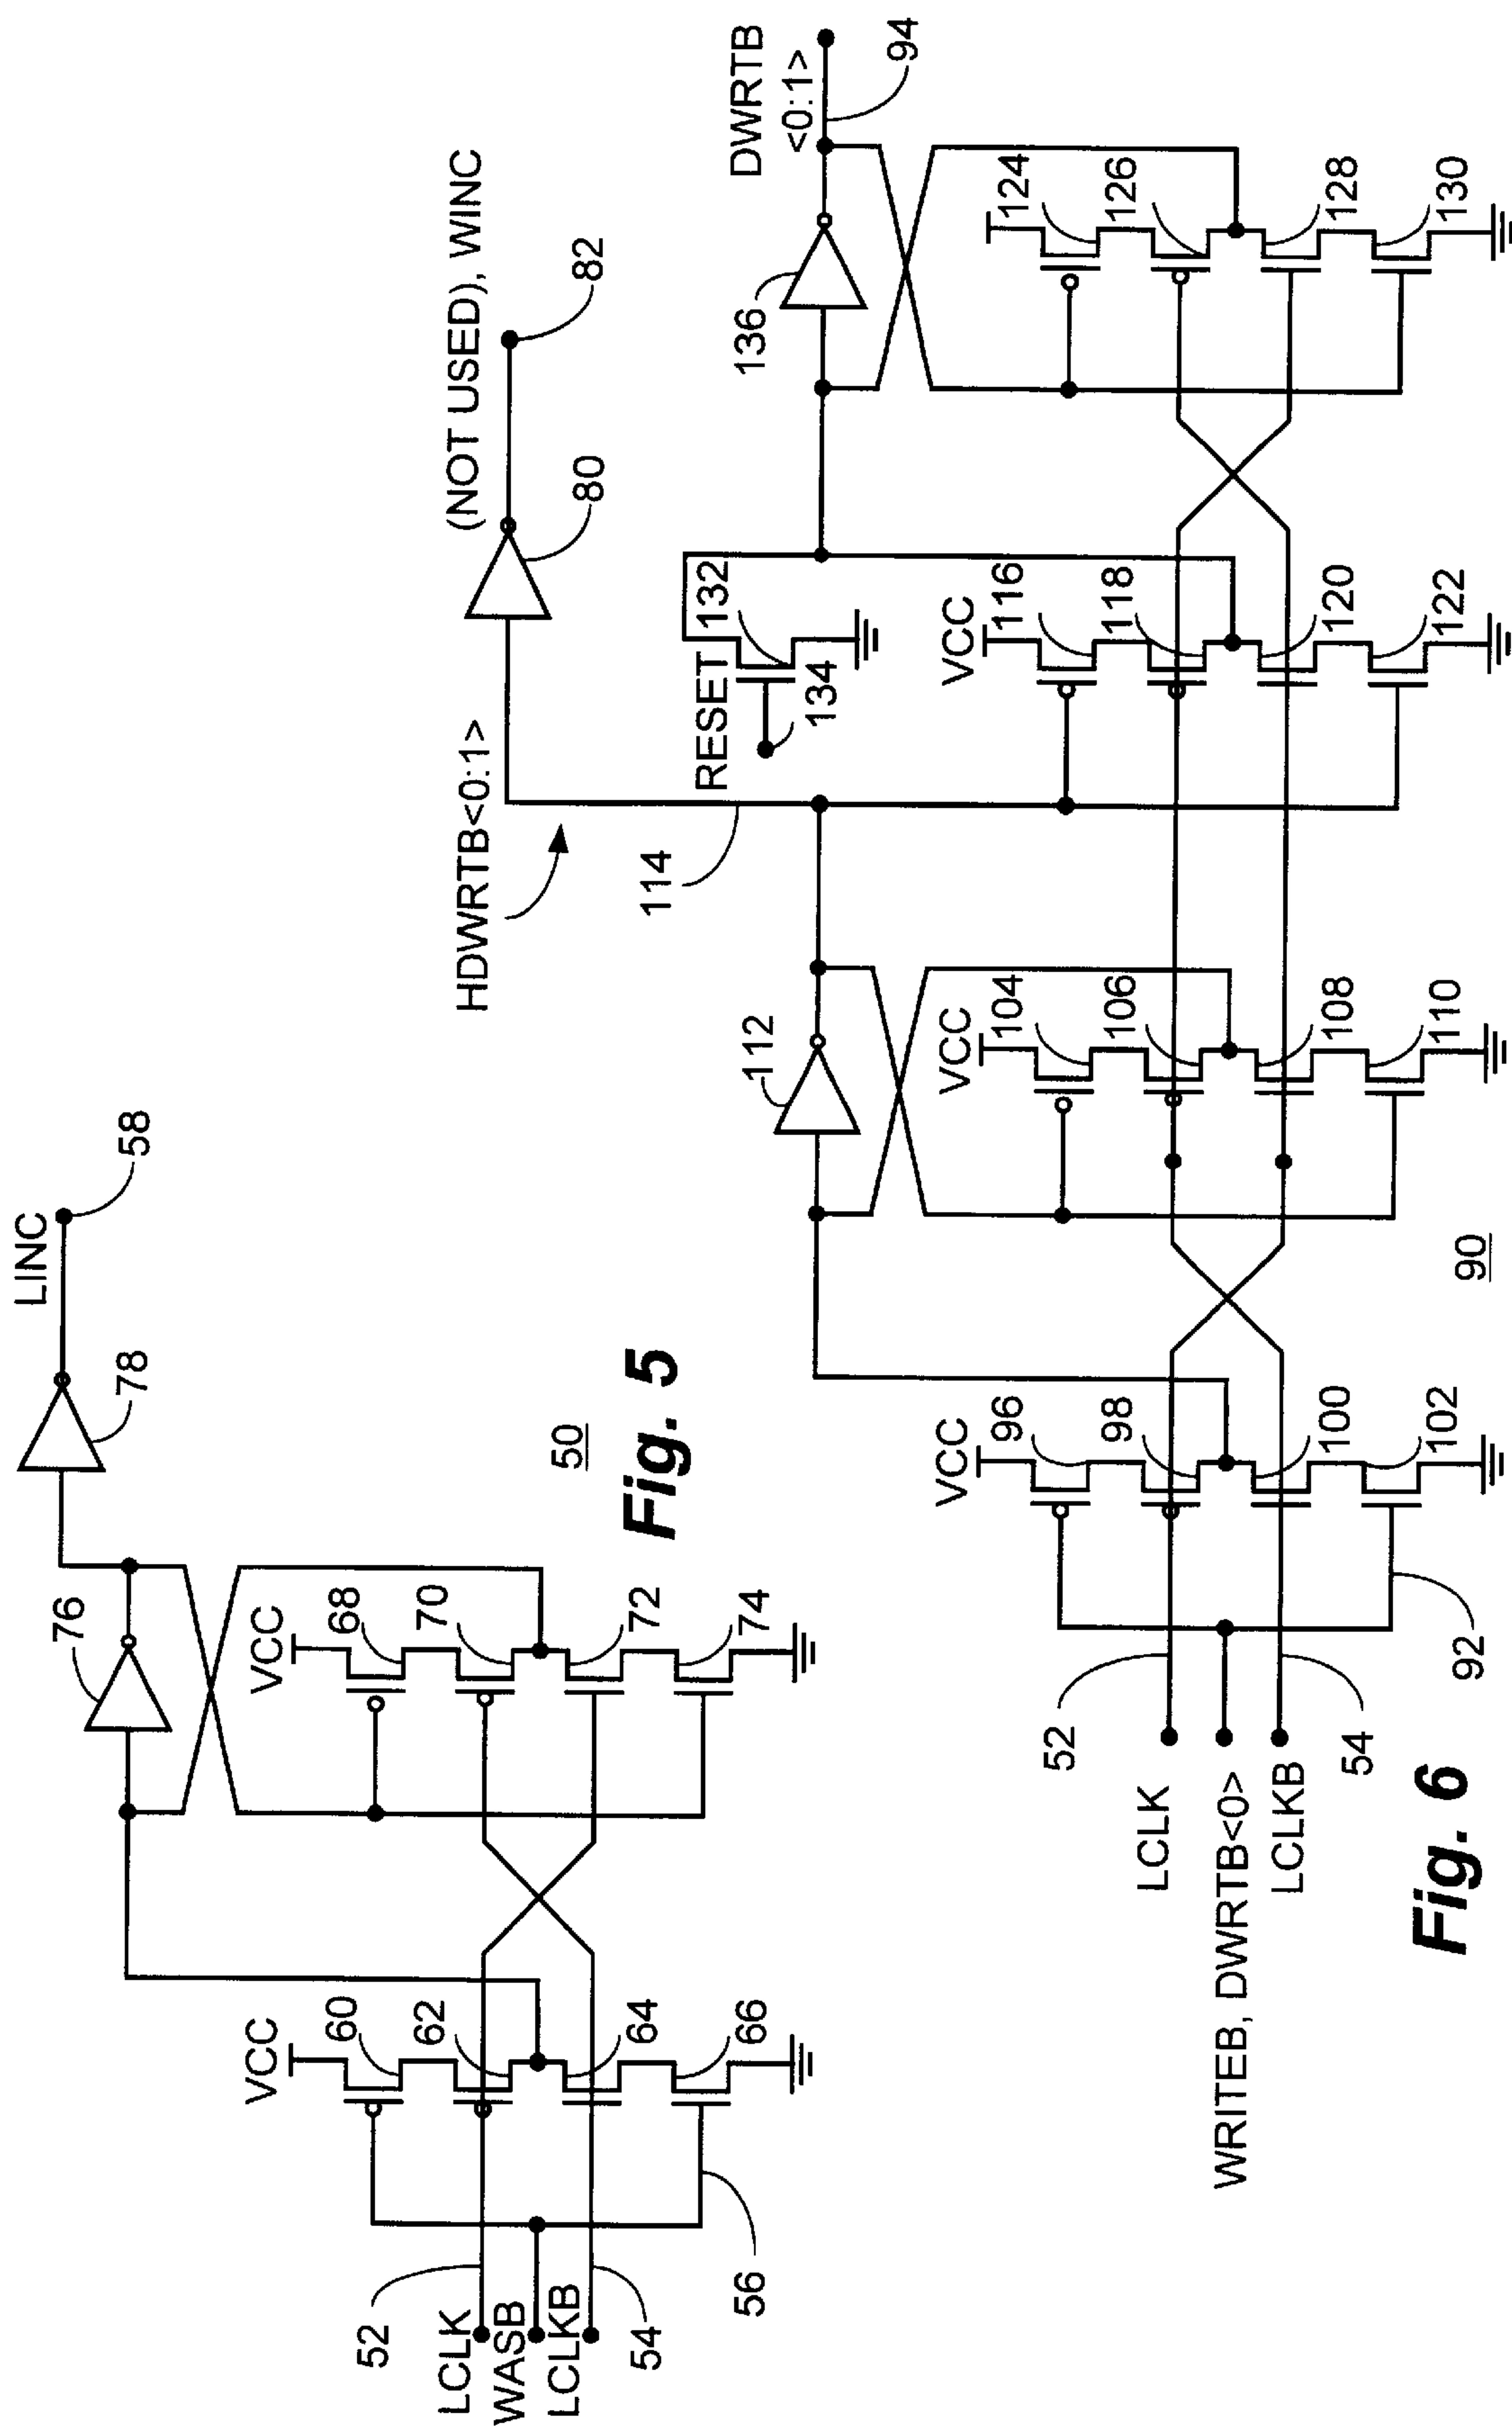 LINC
58
78
76
VCC
68
70
72
74
VCC
60
62
64
66
52
LCLK
WASB
LCLKB
54
56
50
Fig. 5
(NOT USED), WINC
82
80
HDWRTB<0:1>
114
RESET
132
134
DWRTB
<0:1>
94
136
112
124
126
128
130
VCC
116
118
120
122
VCC
104
106
108
110
VCC
96
98
100
102
52
LCLK
WRITEB, DWRTB<0>
LCLKB
54
92
90
Fig. 6